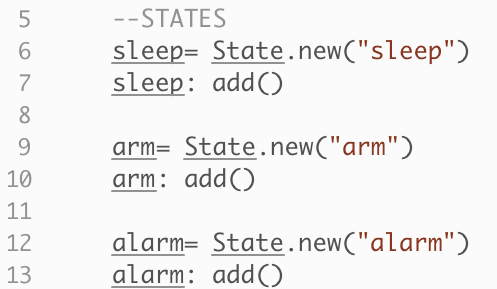 5 --STATES
6 sleep= State.new("sleep")
7 sleep: add()
8
9 arm= State.new("arm")
10 arm: add()
11
12 alarm= State.new("alarm")
13 alarm: add()